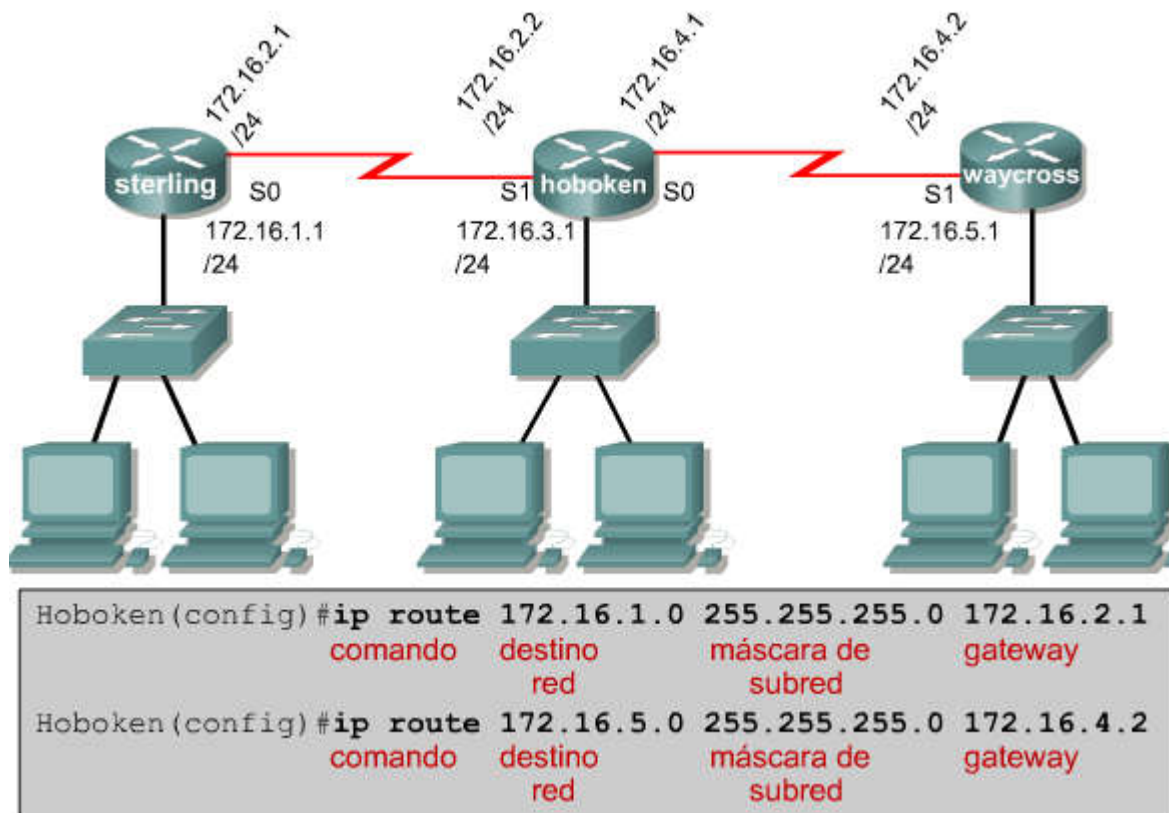 172.16.2.1
/24
172.16.2.2
/24
172.16.4.1
/24
172.16.4.2
/24
sterling
S0
S1
hoboken
S0
S1
waycross
172.16.1.1
/24
172.16.3.1
/24
172.16.5.1
/24
Hoboken(config)#ip route 172.16.1.0 255.255.255.0 172.16.2.1
comando destino máscara de gateway
red subred
Hoboken(config)#ip route 172.16.5.0 255.255.255.0 172.16.4.2
comando destino máscara de gateway
red subred